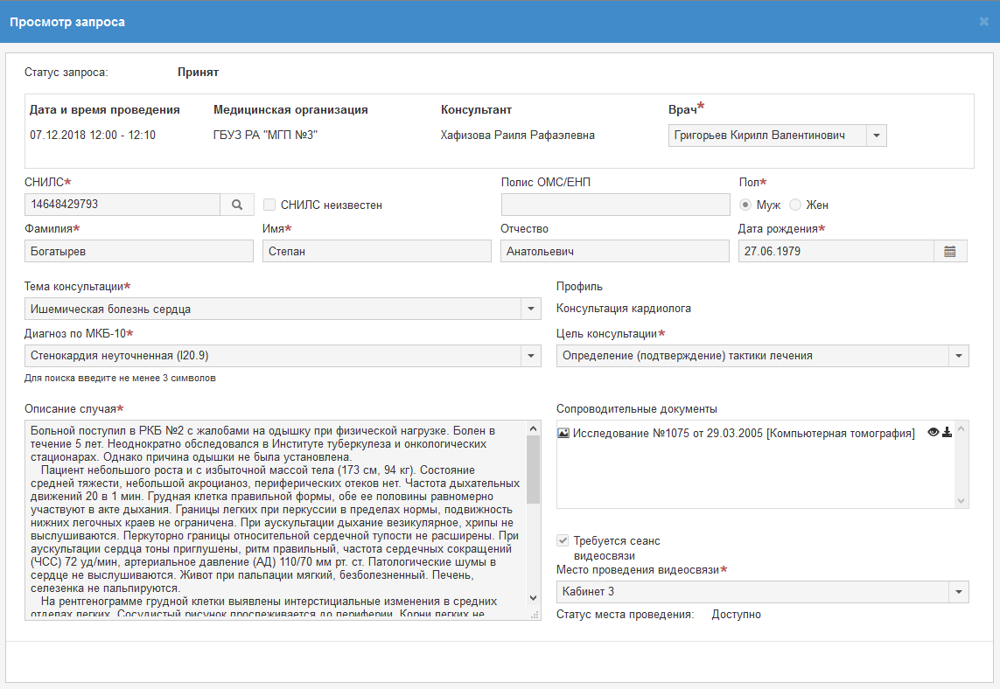 Просмотр запроса
Статус запроса: Принят
Дата и время проведения Медицинская организация Консультант Врач*
07.12.2018 12:00 - 12:10 ГБУЗ РА "МГП №3" Хафизова Раиля Рафаэлевна Григорьев Кирилл Валентинович
СНИЛС* Полис ОМС/ЕНП Пол*
14648429793 СНИЛС неизвестен Муж Жен
Фамилия* Имя* Отчество Дата рождения*
Богатырев Степан Анатольевич 27.06.1979
Тема консультации* Профиль
Ишемическая болезнь сердца Консультация кардиолога
Диагноз по МКБ-10* Цель консультации*
Стенокардия неуточненная (I20.9) Определение (подтверждение) тактики лечения
Для поиска введите не менее 3 символов
Описание случая*
Больной поступил в РКБ №2 с жалобами на одышку при физической нагрузке. Болен в
течение 5 лет. Неоднократно обследовался в Институте туберкулеза и онкологических
стационарах. Однако причина одышки не была установлена.
Пациент небольшого роста и с избыточной массой тела (173 см, 94 кг). Состояние
средней тяжести, небольшой акроцианоз, периферических отеков нет. Частота дыхательных
движений 20 в 1 мин. Грудная клетка правильной формы, обе ее половины равномерно
участвуют в акте дыхания. Границы легких при перкуссии в пределах нормы, подвижность
нижних легочных краев не ограничена. При аускультации дыхание везикулярное, хрипы не
выслушиваются. Перкуторно границы относительной сердечной тупости не расширены. При
аускультации сердца тоны приглушены, ритм правильный, частота сердечных сокращений
(ЧСС) 72 уд/мин, артериальное давление (АД) 110/70 мм рт. ст. Патологические шумы в
сердце не выслушиваются. Живот при пальпации мягкий, безболезненный. Печень,
селезенка не пальпируются.
На рентгенограмме грудной клетки выявлены интерстициальные изменения в средних
отделах легких. Сосудистый рисунок прослеживается до периферии. Корни легких не
Сопроводительные документы
Исследование №1075 от 29.03.2005 [Компьютерная томография]
Требуется сеанс
видеосвязи
Место проведения видеосвязи*
Кабинет 3
Статус места проведения: Доступно